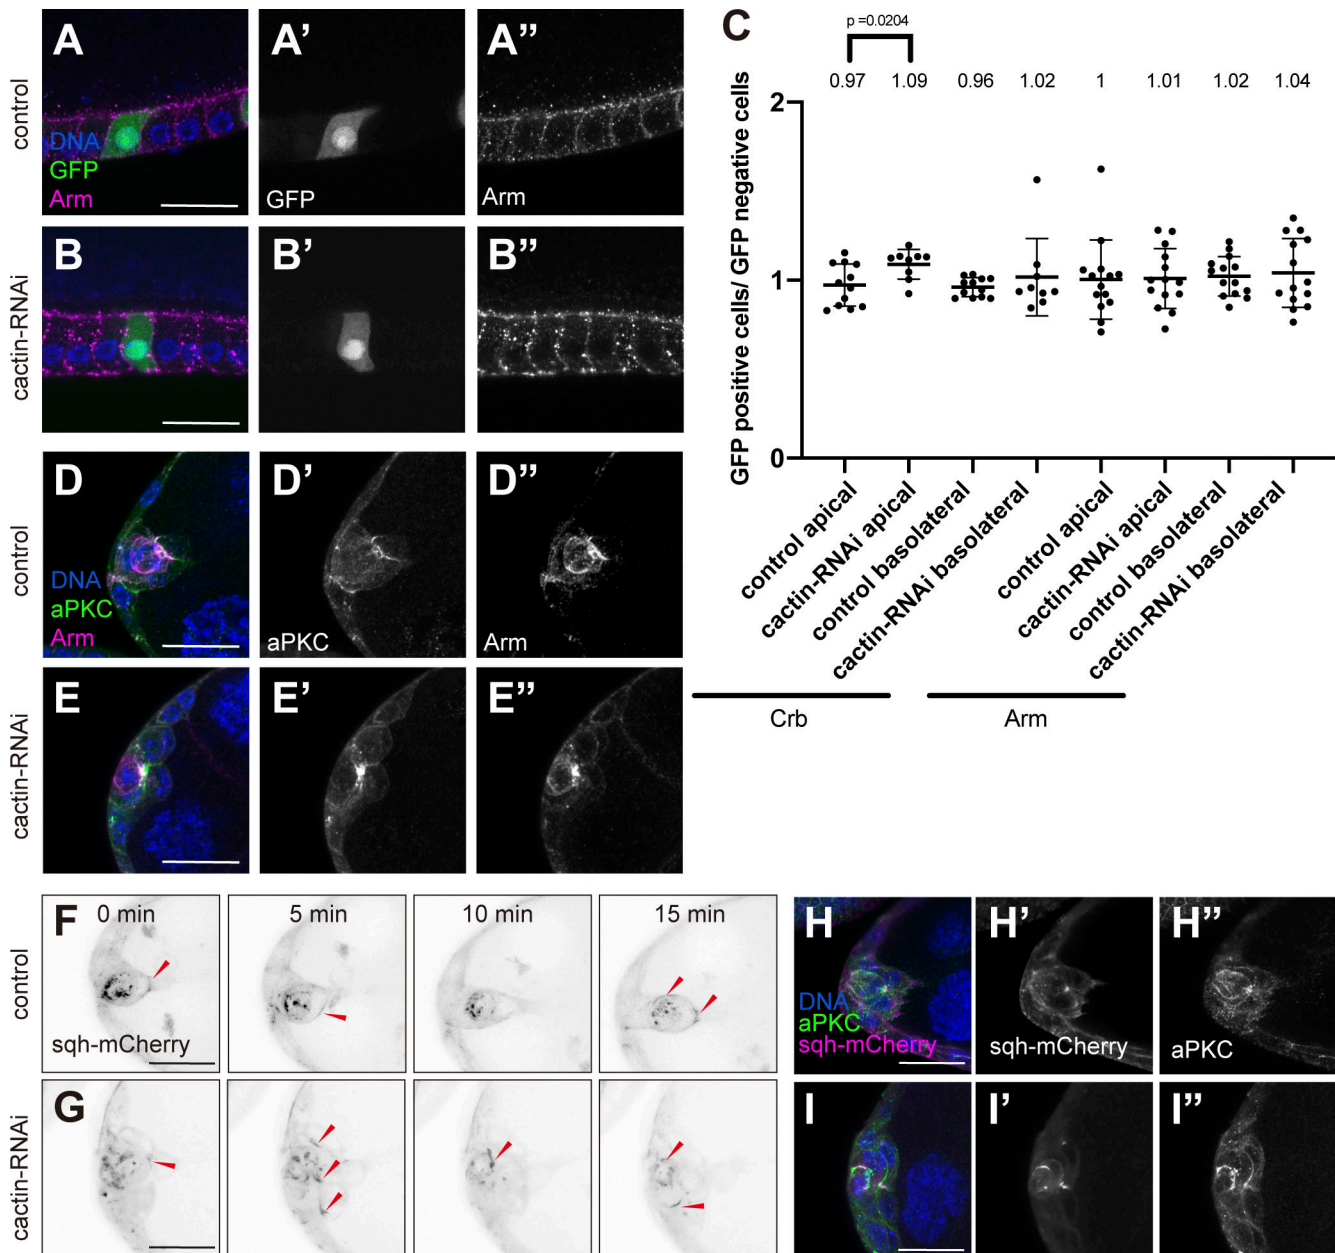 A
A’
A”
control
DNA
GFP
Arm
GFP
Arm
B
B’
B”
cactin-RNAi
C
p =0.0204
0.97 1.09 0.96 1.02 1 1.01 1.02 1.04
GFP positive cells/ GFP negative cells
2
1
0
control apical
cactin-RNAi apical
control basolateral
cactin-RNAi basolateral
control apical
cactin-RNAi apical
control basolateral
cactin-RNAi basolateral
Crb
Arm
D
D’
D”
control
DNA
aPKC
Arm
aPKC
Arm
E
E’
E”
cactin-RNAi
F
0 min
5 min
10 min
15 min
control
sqh-mCherry
G
cactin-RNAi
H
H’
H”
DNA
aPKC
sqh-mCherry
sqh-mCherry
aPKC
I
I’
I”